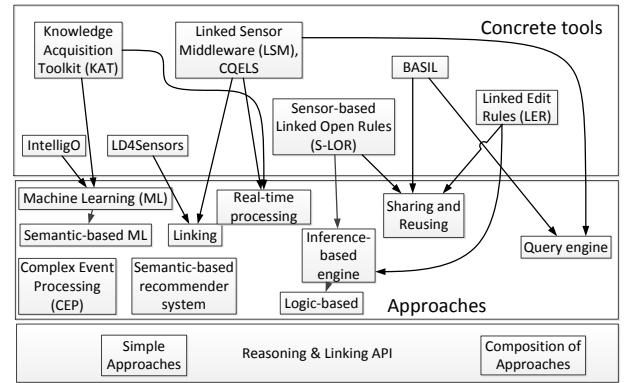 Concrete tools
Knowledge
Acquisition
Toolkit (KAT)
Linked Sensor
Middleware (LSM),
CQELS
BASIL
Linked Edit
Rules (LER)
Sensor-based
Linked Open Rules
(S-LOR)
IntelligO
LD4Sensors
Machine Learning (ML)
Real-time
processing
Sharing and
Reusing
Semantic-based ML
Linking
Inference-
based
engine
Query engine
Complex Event
Processing
(CEP)
Semantic-based
recommender
system
Logic-based
Approaches
Simple
Approaches
Reasoning & Linking API
Composition of
Approaches